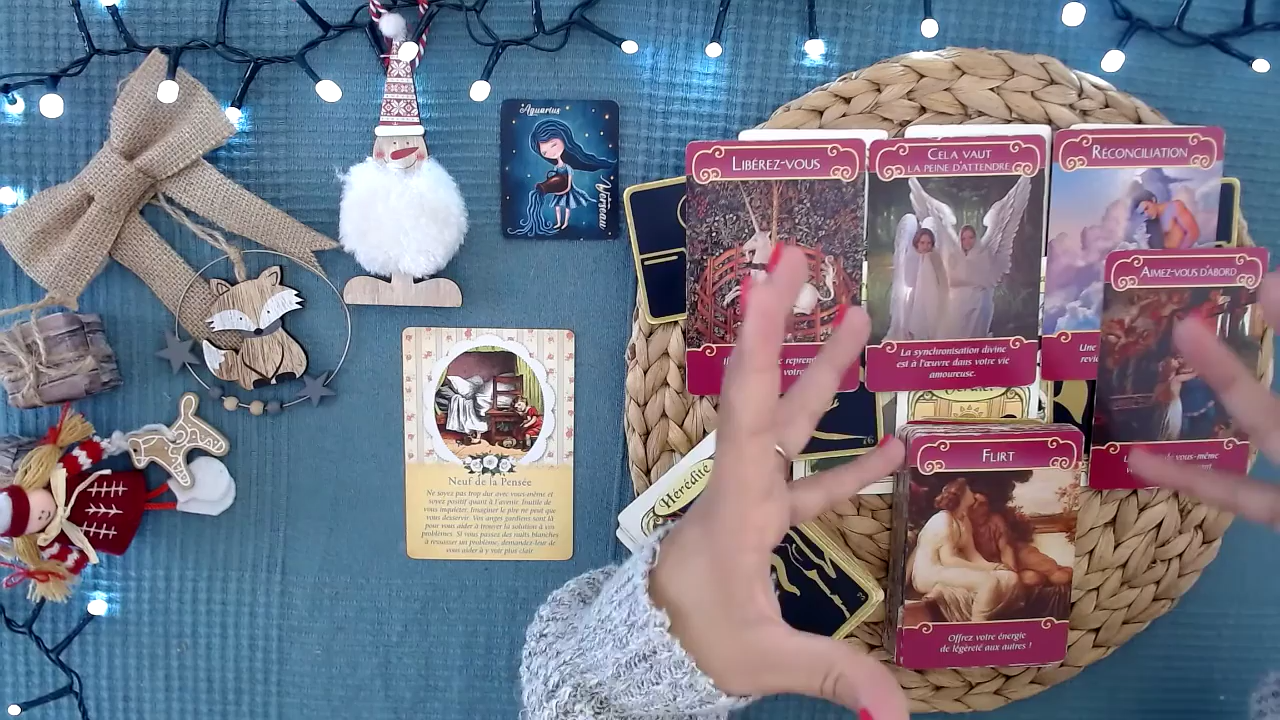 Aquarius
Verseau
LIBÉREZ-VOUS
CELA VAUT
LA PEINE D'ATTENDRE
La synchronisation divine
est à l'œuvre dans votre vie
amoureuse.
RÉCONCILIATION
Une
AIMEZ-VOUS D'ABORD
Hérédité
FLIRT
Offrez votre énergie
de légèreté aux autres !
Neuf de la Pensée
Ne soyez pas trop dur avec vous-même et
soyez positif quant à l'avenir. Inutile de
vous inquiéter. Imaginer le pire ne peut que
vous desservir. Vos anges gardiens sont là
pour vous aider à trouver la solution à vos
problèmes. Si vous passez des nuits blanches
à ressasser un problème, demandez-leur de
vous aider à y voir plus clair